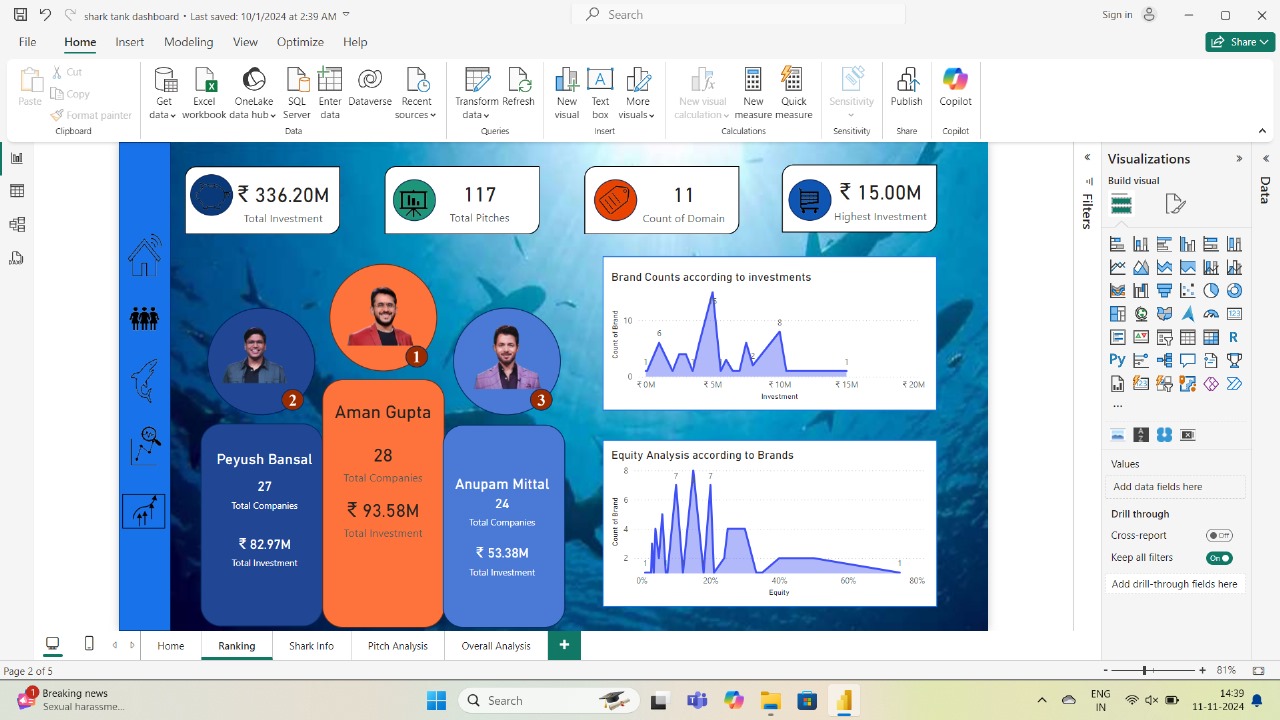 shark tank dashboard • Last saved: 10/1/2024 at 2:39 AM
Search
Sign in
File Home Insert Modeling View Optimize Help
Share
Paste
Cut
Copy
Format painter
Clipboard
Get data
Excel workbook
OneLake data hub
SQL Server
Enter data
Dataverse
Recent sources
Data
Transform data
Refresh
Queries
New visual
Text box
More visuals
Insert
New visual calculation
New measure
Quick measure
Calculations
Sensitivity
Sensitivity
Publish
Share
Copilot
Copilot
₹ 336.20M
Total Investment
117
Total Pitches
11
Count of Domain
₹ 15.00M
Highest Investment
1
2
3
Aman Gupta
28
Total Companies
₹ 93.58M
Total Investment
Peyush Bansal
27
Total Companies
₹ 82.97M
Total Investment
Anupam Mittal
24
Total Companies
₹ 53.38M
Total Investment
Brand Counts according to investments
Count of Brand
10
0
1 6 1 2 8 1
₹ 0M ₹ 5M ₹ 10M ₹ 15M ₹ 20M
Investment
Equity Analysis according to Brands
Count of Brand
8
6
4
2
1 7 7 1
0% 20% 40% 60% 80%
Equity
Filters
Visualizations
Build visual
123
R
Py
...
Values
Add data fields here
Drill through
Cross-report
Off
Keep all filters
On
Add drill-through fields here
Data
Home Ranking Shark Info Pitch Analysis Overall Analysis +
Page 2 of 5
- + 81%
1
Breaking news
Sexual harassme...
Search
ENG
IN
14:39
11-11-2024